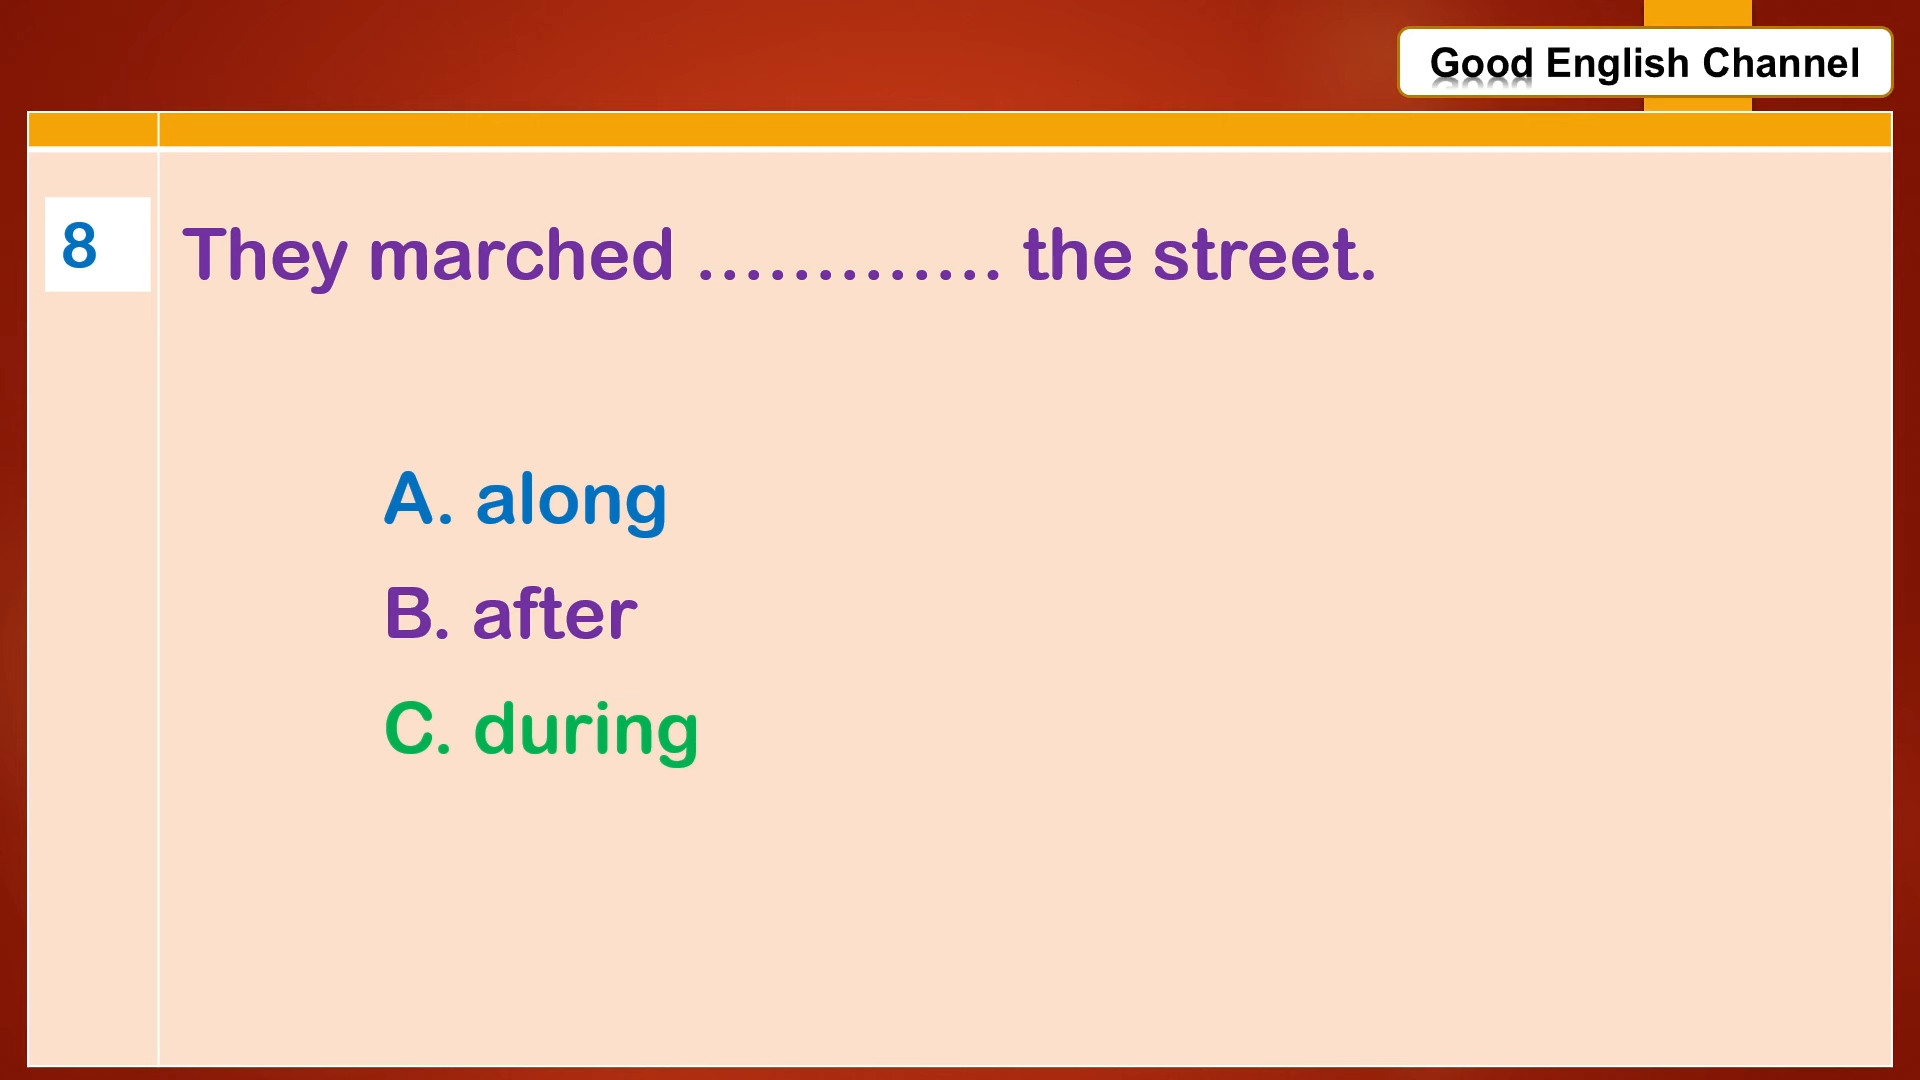 Good English Channel
8 They marched ............. the street.
A. along
B. after
C. during